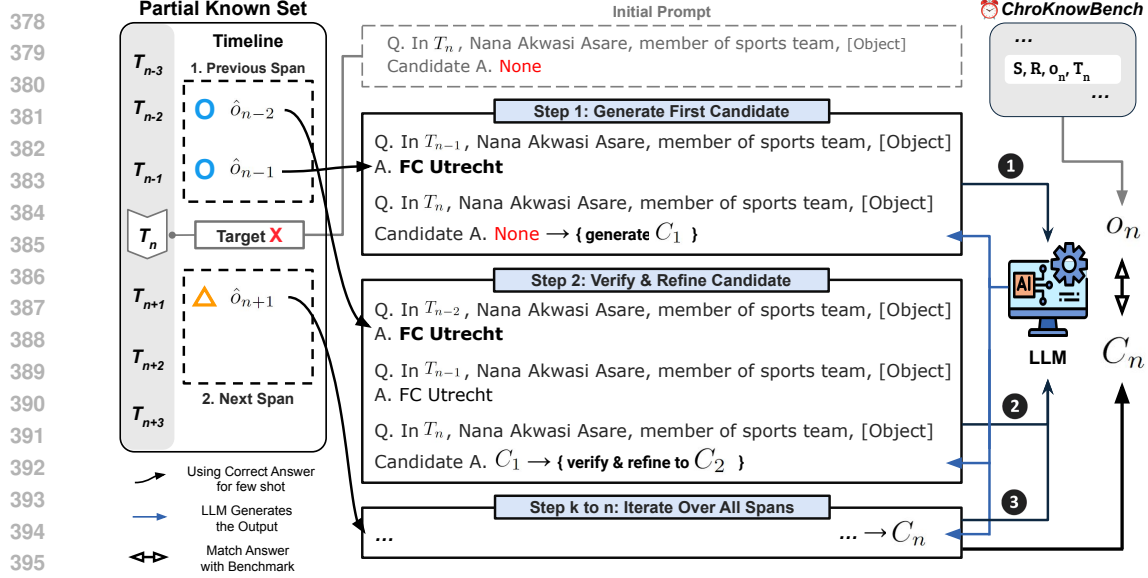 378
379
380
381
382
383
384
385
386
387
388
389
390
391
392
393
394
395
Partial Known Set
Timeline
1. Previous Span
T_{n-3}
T_{n-2}
ô_{n-2}
T_{n-1}
ô_{n-1}
T_n
Target X
T_{n+1}
ô_{n+1}
T_{n+2}
2. Next Span
T_{n+3}
Using Correct Answer
for few shot
LLM Generates
the Output
Match Answer
with Benchmark
Initial Prompt
Q. In T_n, Nana Akwasi Asare, member of sports team, [Object]
Candidate A. None
Step 1: Generate First Candidate
Q. In T_{n-1}, Nana Akwasi Asare, member of sports team, [Object]
A. FC Utrecht
Q. In T_n, Nana Akwasi Asare, member of sports team, [Object]
Candidate A. None → { generate C_1 }
Step 2: Verify & Refine Candidate
Q. In T_{n-2}, Nana Akwasi Asare, member of sports team, [Object]
A. FC Utrecht
Q. In T_{n-1}, Nana Akwasi Asare, member of sports team, [Object]
A. FC Utrecht
Q. In T_n, Nana Akwasi Asare, member of sports team, [Object]
Candidate A. C_1 → { verify & refine to C_2 }
Step k to n: Iterate Over All Spans
... ... → C_n
ChroKnowBench
...
S, R, o_n, T_n
...
1
o_n
AI
LLM
C_n
2
3